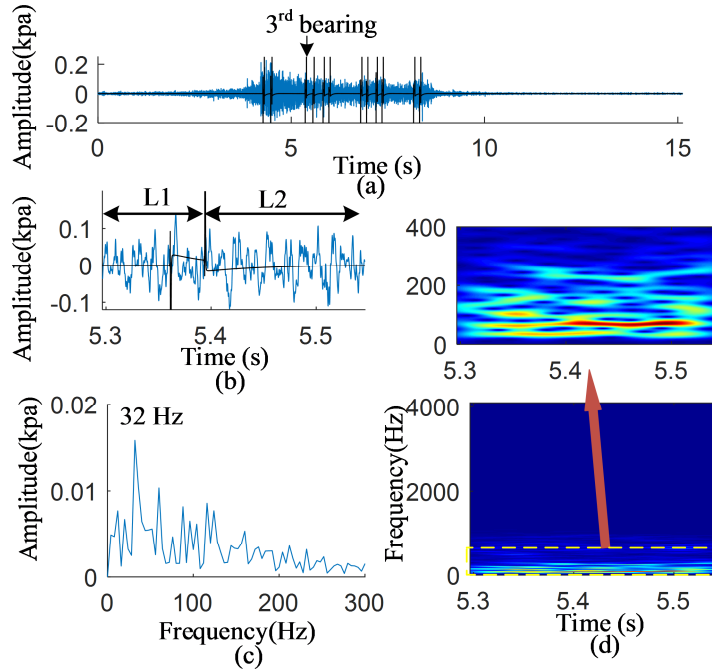 3rd bearing
Amplitude(kpa)
0.2
0
-0.2
0 5 10 15
Time (s)
(a)
L1 L2
Amplitude(kpa)
0.1
0
-0.1
5.3 5.4 5.5
Time (s)
(b)
400
200
0
5.3 5.4 5.5
Amplitude(kpa)
0.02
0.01
0
32 Hz
0 100 200 300
Frequency(Hz)
(c)
Frequency(Hz)
4000
2000
0
5.3 5.4 5.5
Time (s)
(d)